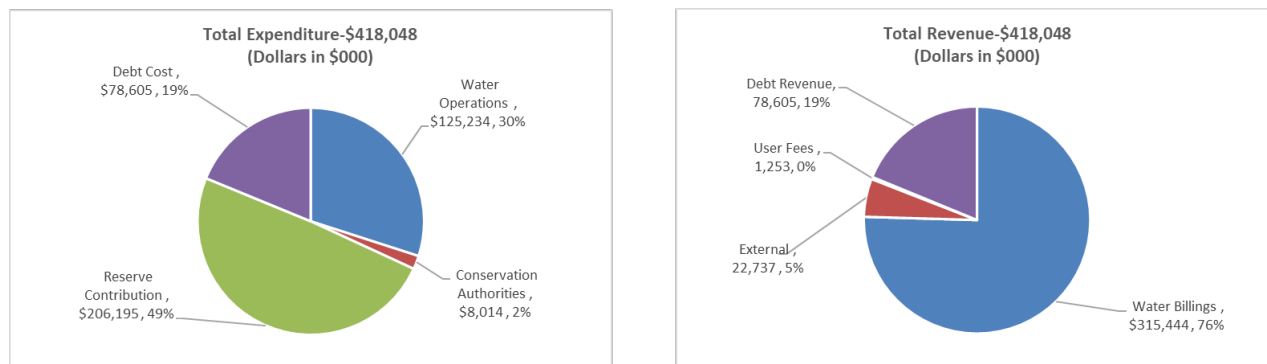 Total Expenditure-$418,048
(Dollars in $000)
Debt Cost ,
$78,605 , 19%
Water
Operations ,
$125,234 , 30%
Reserve
Contribution ,
$206,195, 49%
Conservation
Authorities ,
$8,014 , 2%
Total Revenue-$418,048
(Dollars in $000)
Debt Revenue,
78,605, 19%
User Fees ,
1,253, 0%
External ,
22,737 , 5%
Water Billings ,
$315,444 , 76%